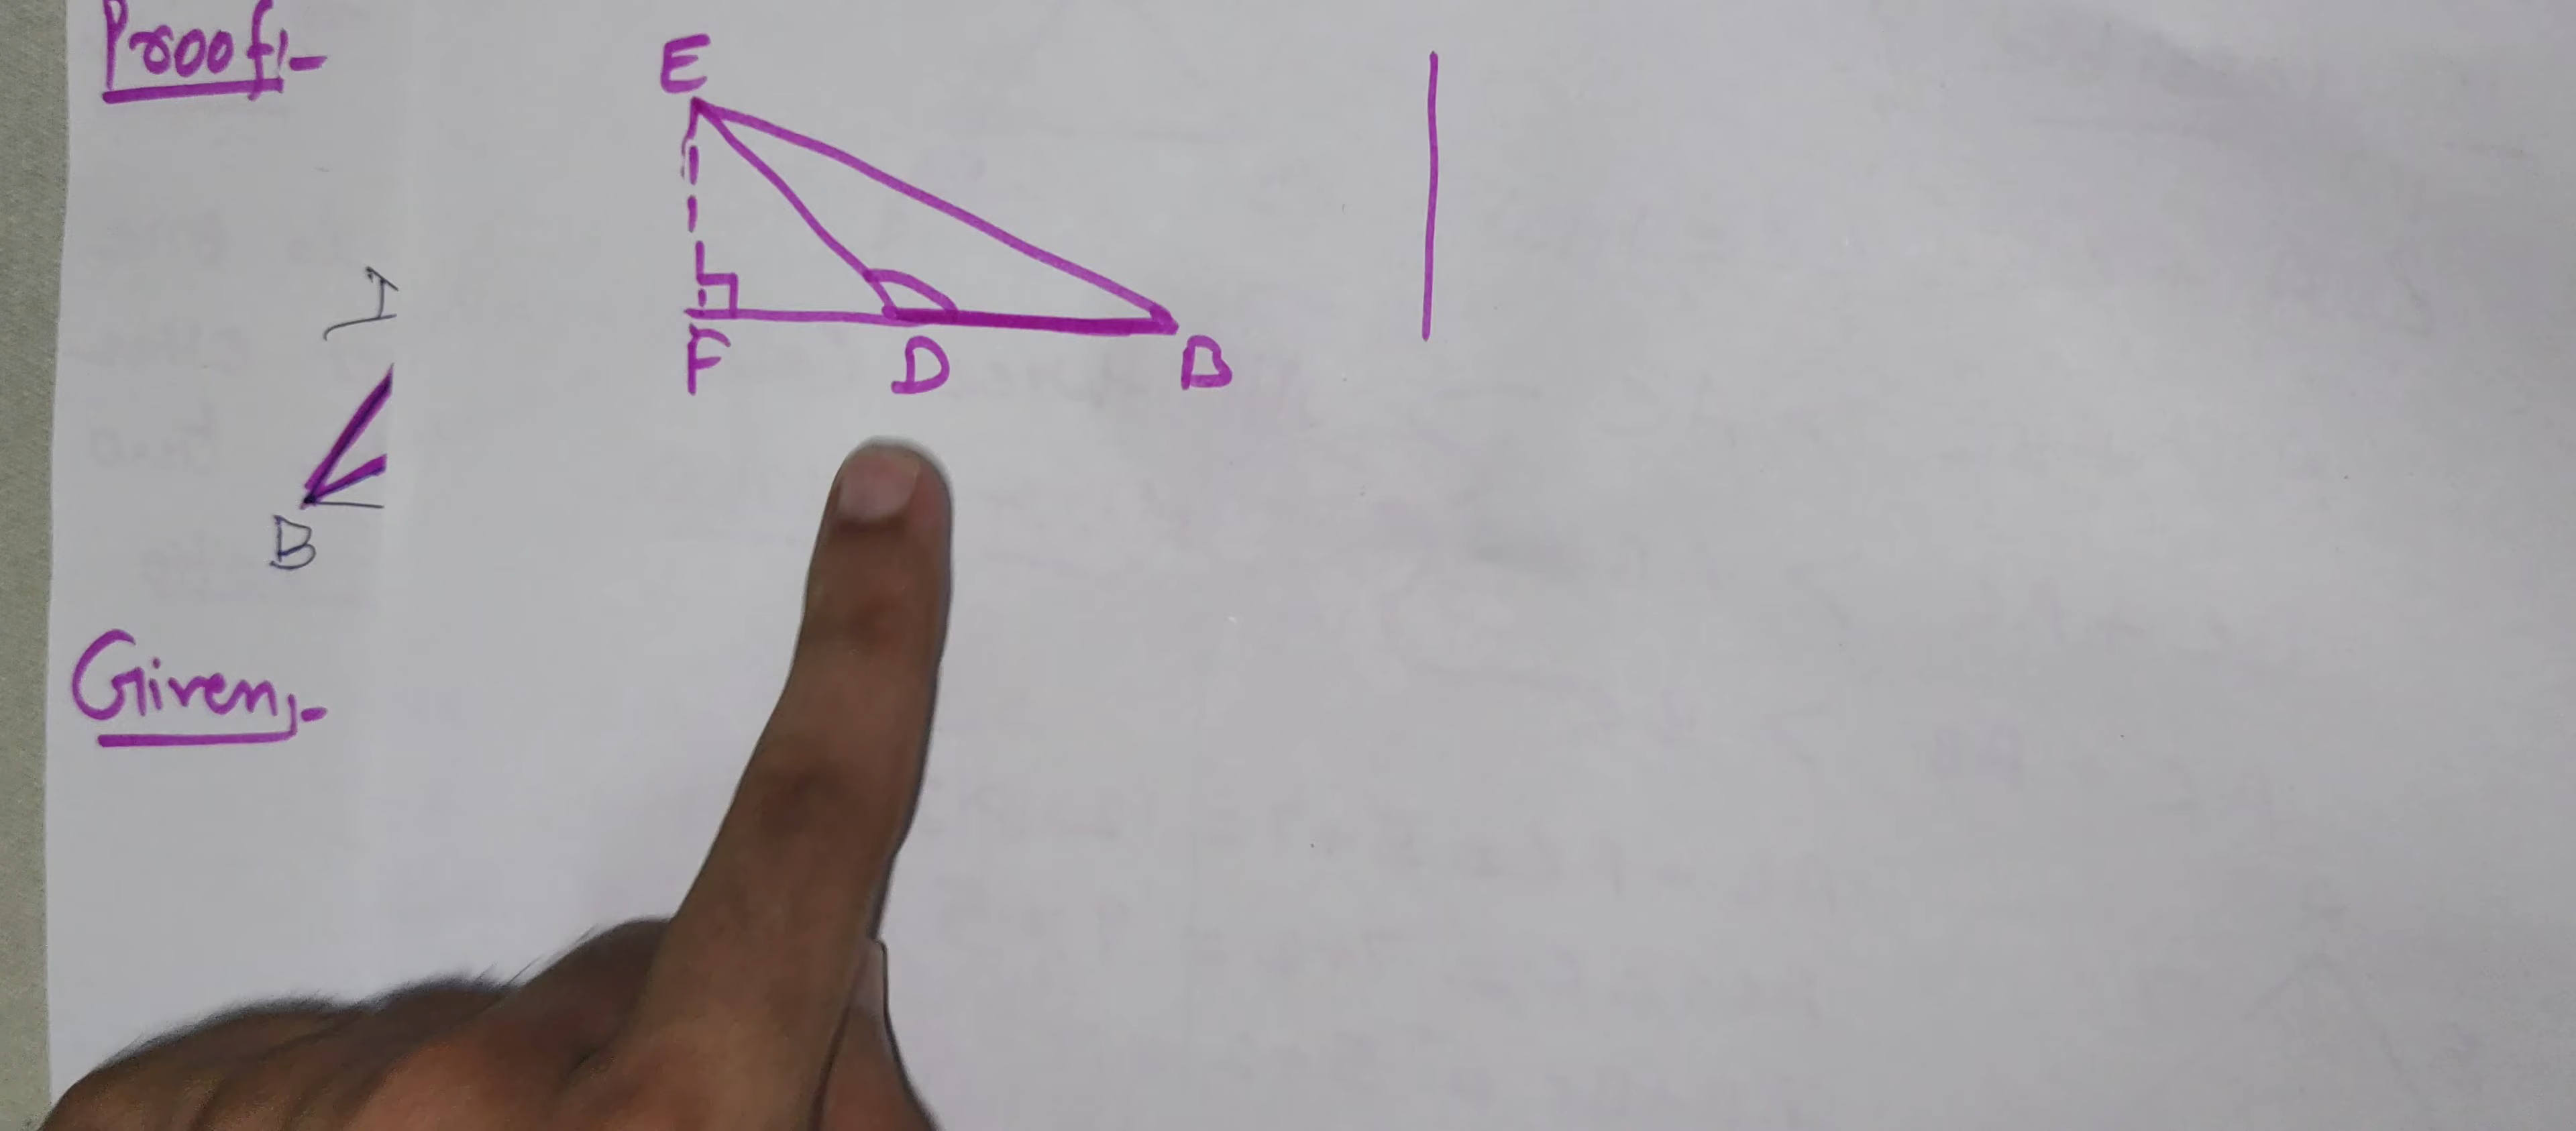 Proof:-
E
F D B
B
Given:-